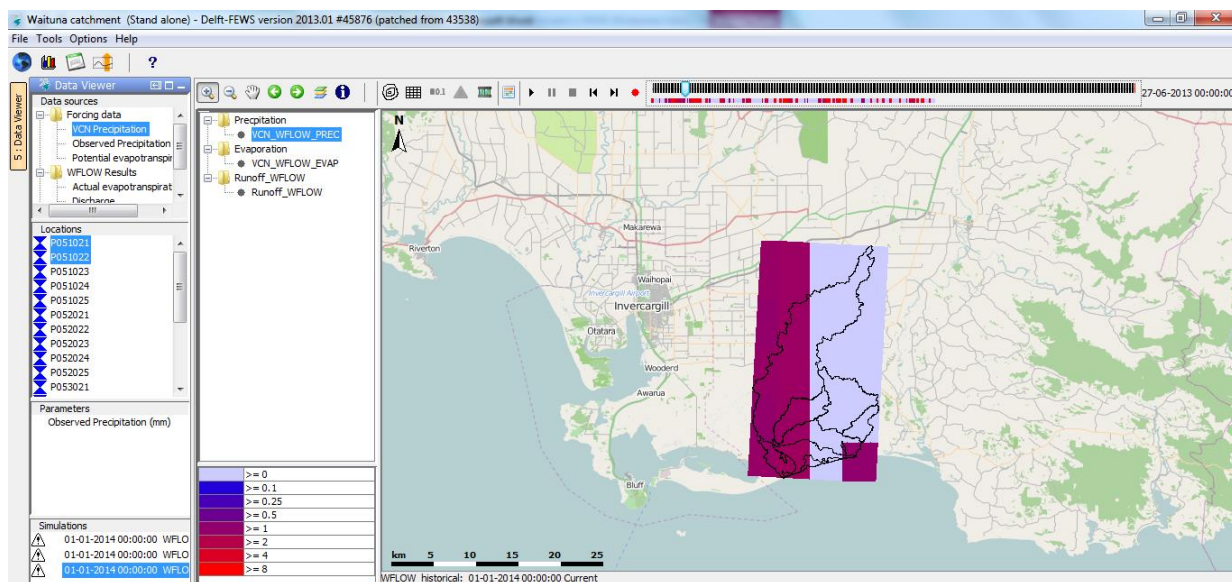 Waituna catchment (Stand alone) - Delft-FEWS version 2013.01 #45876 (patched from 43538)
File Tools Options Help
?
5 : Data Viewer
Data Viewer
Data sources
Forcing data
VCN Precipitation
Observed Precipitation
Potential evapotranspir
WFLOW Results
Actual evapotranspirat
Discharge
Locations
P051021
P051022
P051023
P051024
P051025
P052021
P052022
P052023
P052024
P052025
P053021
Parameters
Observed Precipitation (mm)
Simulations
01-01-2014 00:00:00 WFLO
01-01-2014 00:00:00 WFLO
01-01-2014 00:00:00 WFLO
Precpitation
VCN_WFLOW_PREC
Evaporation
VCN_WFLOW_EVAP
Runoff_WFLOW
Runoff_WFLOW
>= 0
>= 0.1
>= 0.25
>= 0.5
>= 1
>= 2
>= 4
>= 8
27-06-2013 00:00:00
N
Makarewa
Riverton
Waihopai
Invercargill Airport
Invercargill
Otatara
Wooderd
Awarua
Bluff
km 5 10 15 20 25
WFLOW historical: 01-01-2014 00:00:00 Current